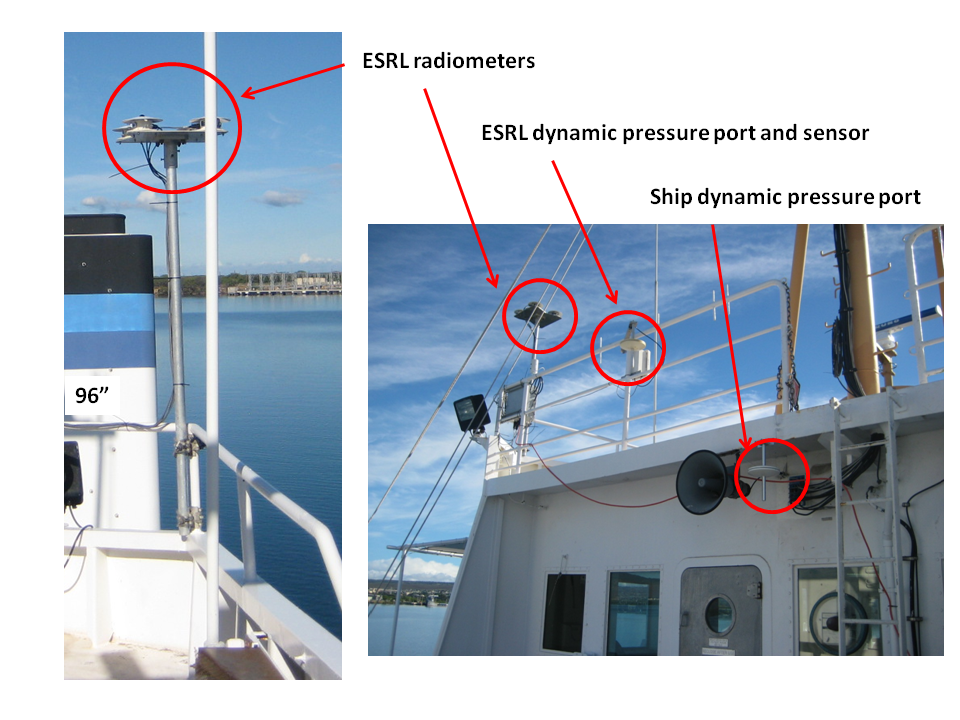 ESRL radiometers
ESRL dynamic pressure port and sensor
Ship dynamic pressure port
96”